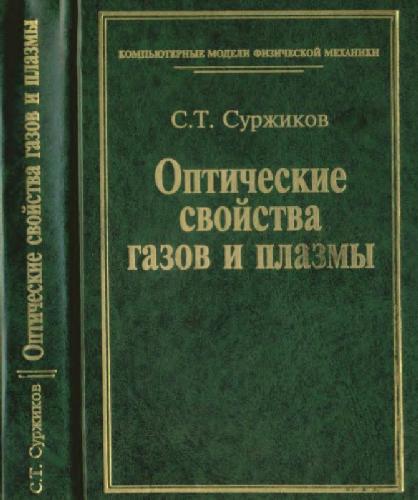 КОМПЬЮТЕРНЫЕ МОДЕЛИ ФИЗИЧЕСКОЙ МЕХАНИКИ
С.Т. Суржиков
Оптические
свойства
газов и плазмы
С.Т. Суржиков Оптические свойства газов и плазмы